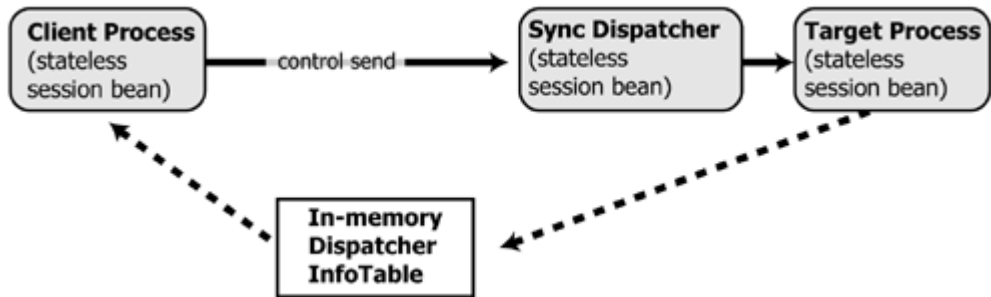 Client Process
(stateless
session bean)
control send
Sync Dispatcher
(stateless
session bean)
Target Process
(stateless
session bean)
In-memory
Dispatcher
InfoTable